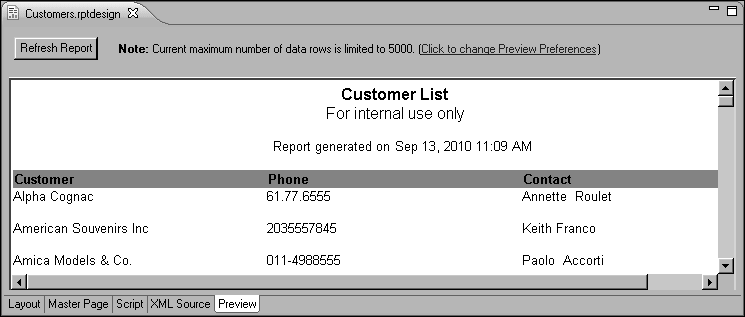 Customers.rptdesign
Refresh Report Note: Current maximum number of data rows is limited to 5000. (Click to change Preview Preferences)
Customer List
For internal use only
Report generated on Sep 13, 2010 11:09 AM
Customer Phone Contact
Alpha Cognac 61.77.6555 Annette Roulet
American Souvenirs Inc 2035557845 Keith Franco
Amica Models & Co. 011-4988555 Paolo Accorti
Layout Master Page Script XML Source Preview